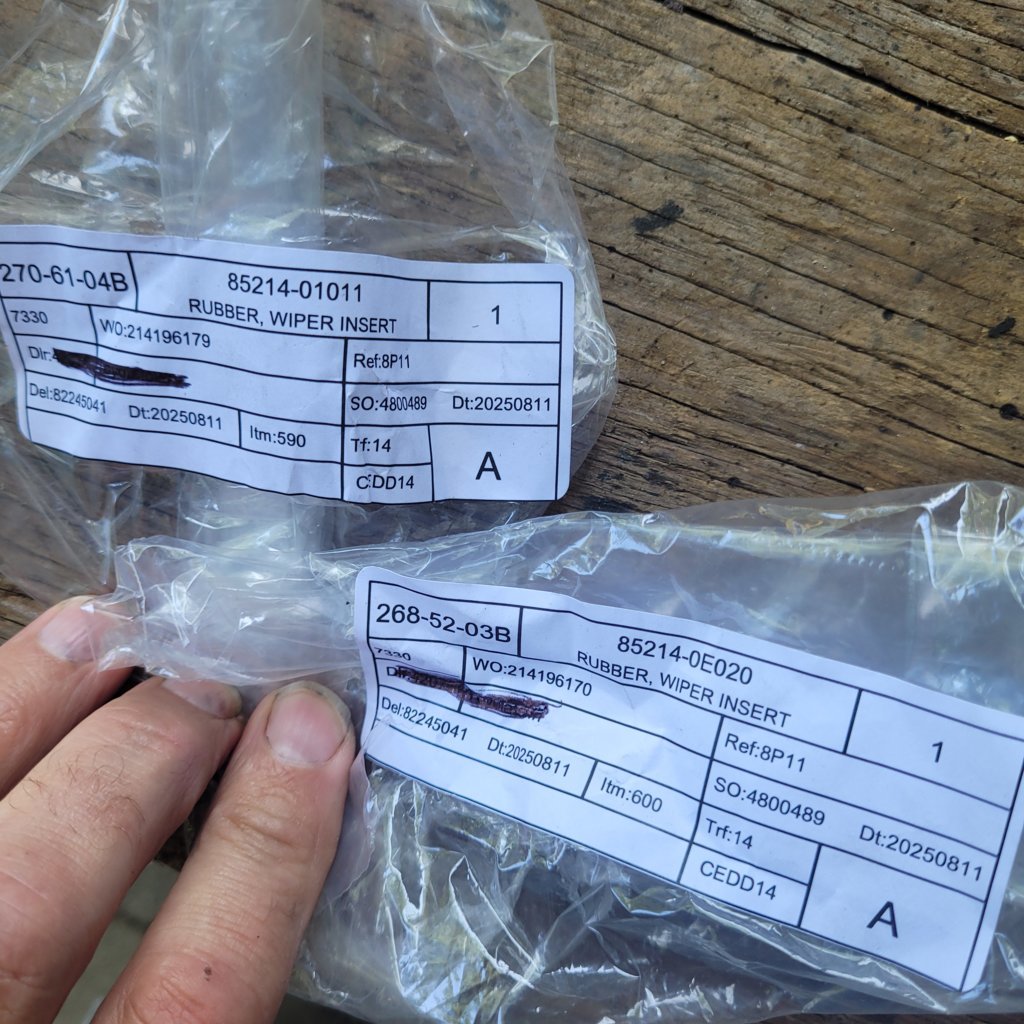 270-61-04B
85214-01011
RUBBER, WIPER INSERT
1
7330
WO:214196179
Dlr:
Ref:8P11
Del:82245041 Dt:20250811
Itm:590
SO:4800489 Dt:20250811
Tf:14
CEDD14
A
268-52-03B
85214-0E020
RUBBER, WIPER INSERT
1
7330
WO:214196170
Dlr:
Ref:8P11
Del:82245041 Dt:20250811
Itm:600
SO:4800489 Dt:20250811
Trf:14
CEDD14
A